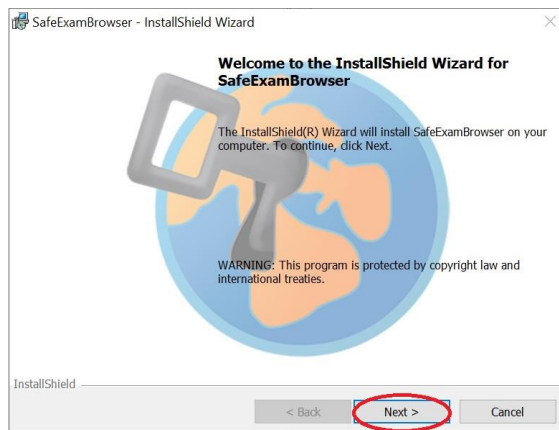 SafeExamBrowser - InstallShield Wizard
Welcome to the InstallShield Wizard for
SafeExamBrowser
The InstallShield(R) Wizard will install SafeExamBrowser on your
computer. To continue, click Next.
WARNING: This program is protected by copyright law and
international treaties.
InstallShield
< Back
Next >
Cancel